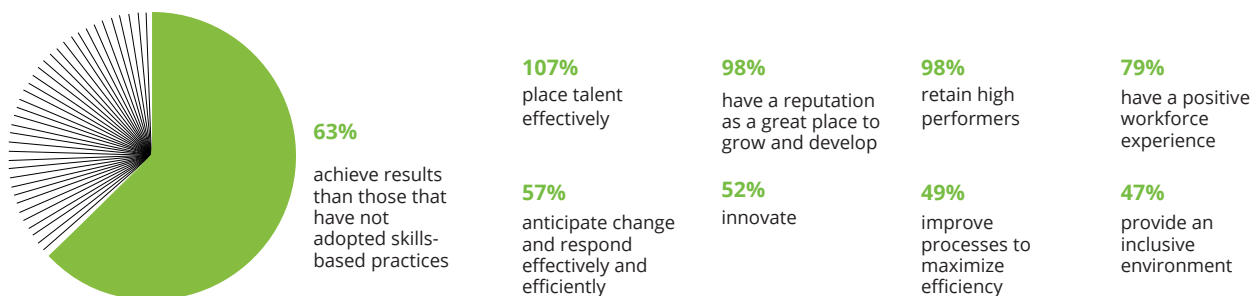 63%
achieve results
than those that
have not
adopted skills-
based practices
107%
place talent
effectively
98%
have a reputation
as a great place to
grow and develop
98%
retain high
performers
79%
have a positive
workforce
experience
57%
anticipate change
and respond
effectively and
efficiently
52%
innovate
49%
improve
processes to
maximize
efficiency
47%
provide an
inclusive
environment